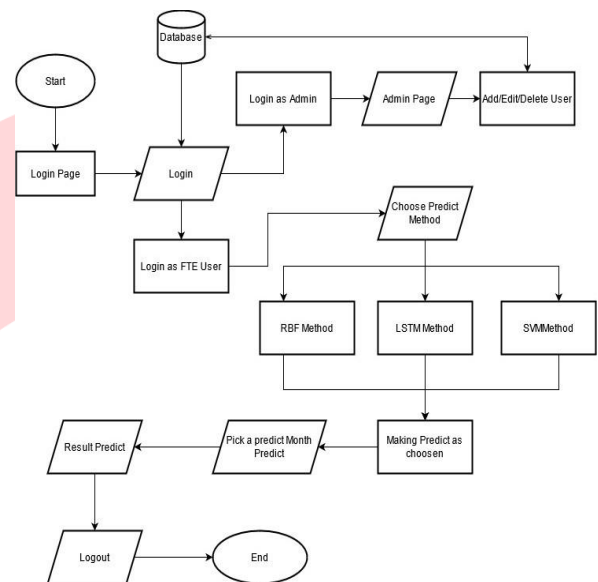 Database
Start
Login as Admin
Admin Page
Add/Edit/Delete User
Login Page
Login
Choose Predict
Method
Login as FTE User
RBF Method
LSTM Method
SVMMethod
Result Predict
Pick a predict Month
Predict
Making Predict as
choosen
Logout
End